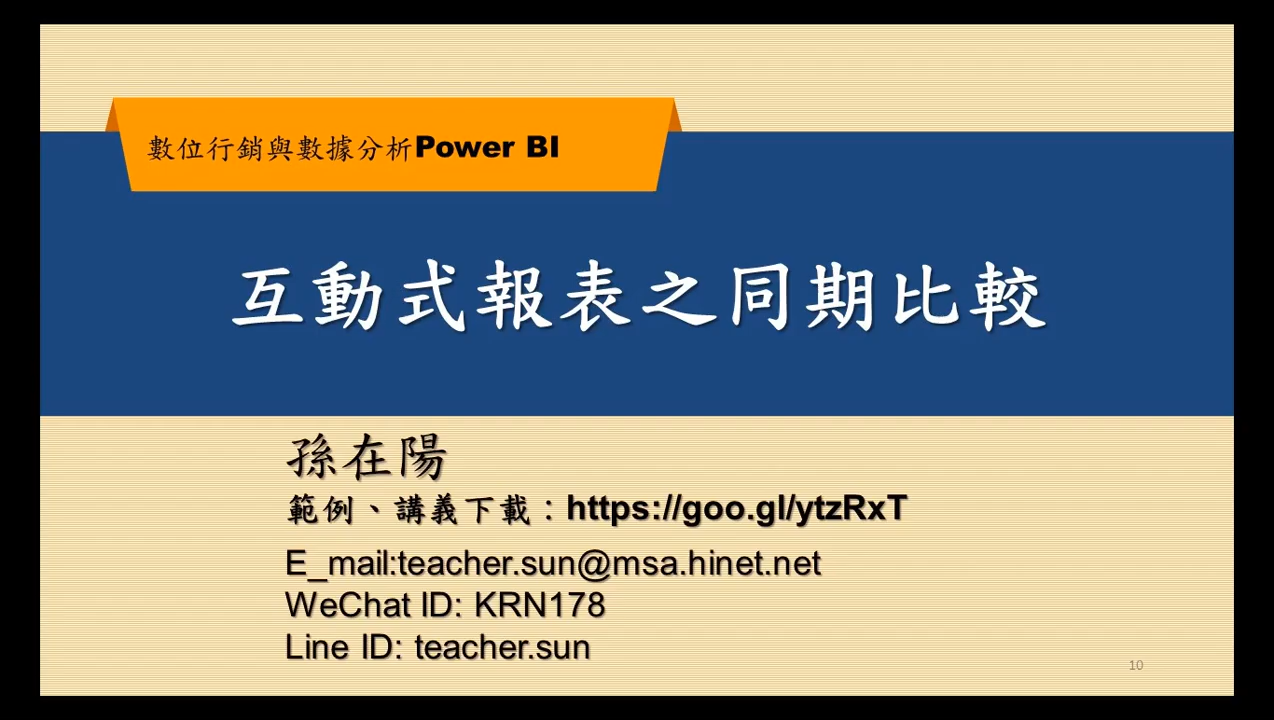 數位行銷與數據分析Power BI
互動式報表之同期比較
孫在陽
範例、講義下載：https://goo.gl/ytzRxT
E_mail:teacher.sun@msa.hinet.net
WeChat ID: KRN178
Line ID: teacher.sun
10